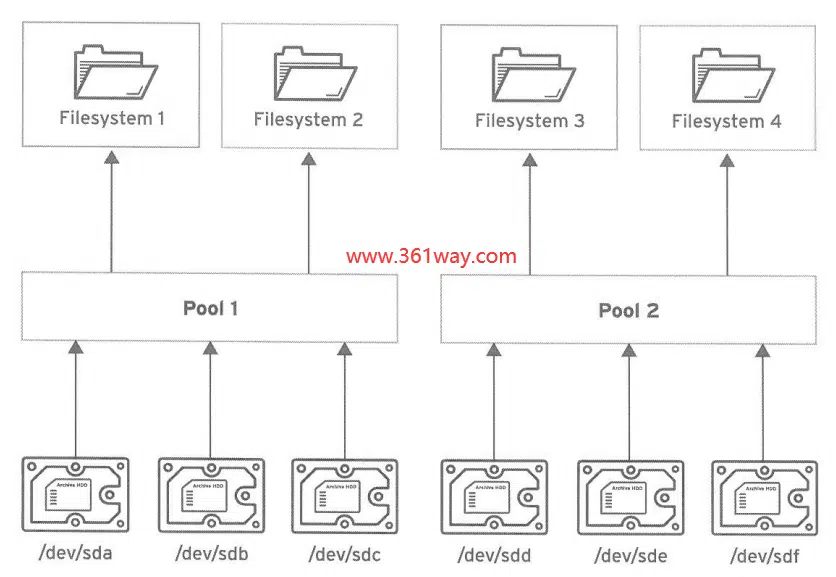 Filesystem 1
Filesystem 2
Filesystem 3
Filesystem 4
www.361way.com
Pool 1
Pool 2
Archive HDD
Archive HDD
Archive HDD
Archive HDD
Archive HDD
Archive HDD
/dev/sda
/dev/sdb
/dev/sdc
/dev/sdd
/dev/sde
/dev/sdf